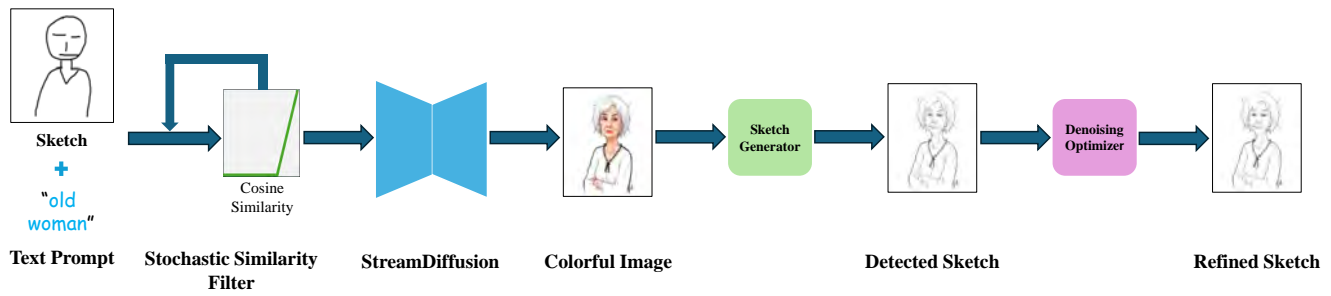 Sketch
+
"old
woman"
Text Prompt
Cosine
Similarity
Stochastic Similarity
Filter
StreamDiffusion
Colorful Image
Sketch
Generator
Detected Sketch
Denoising
Optimizer
Refined Sketch